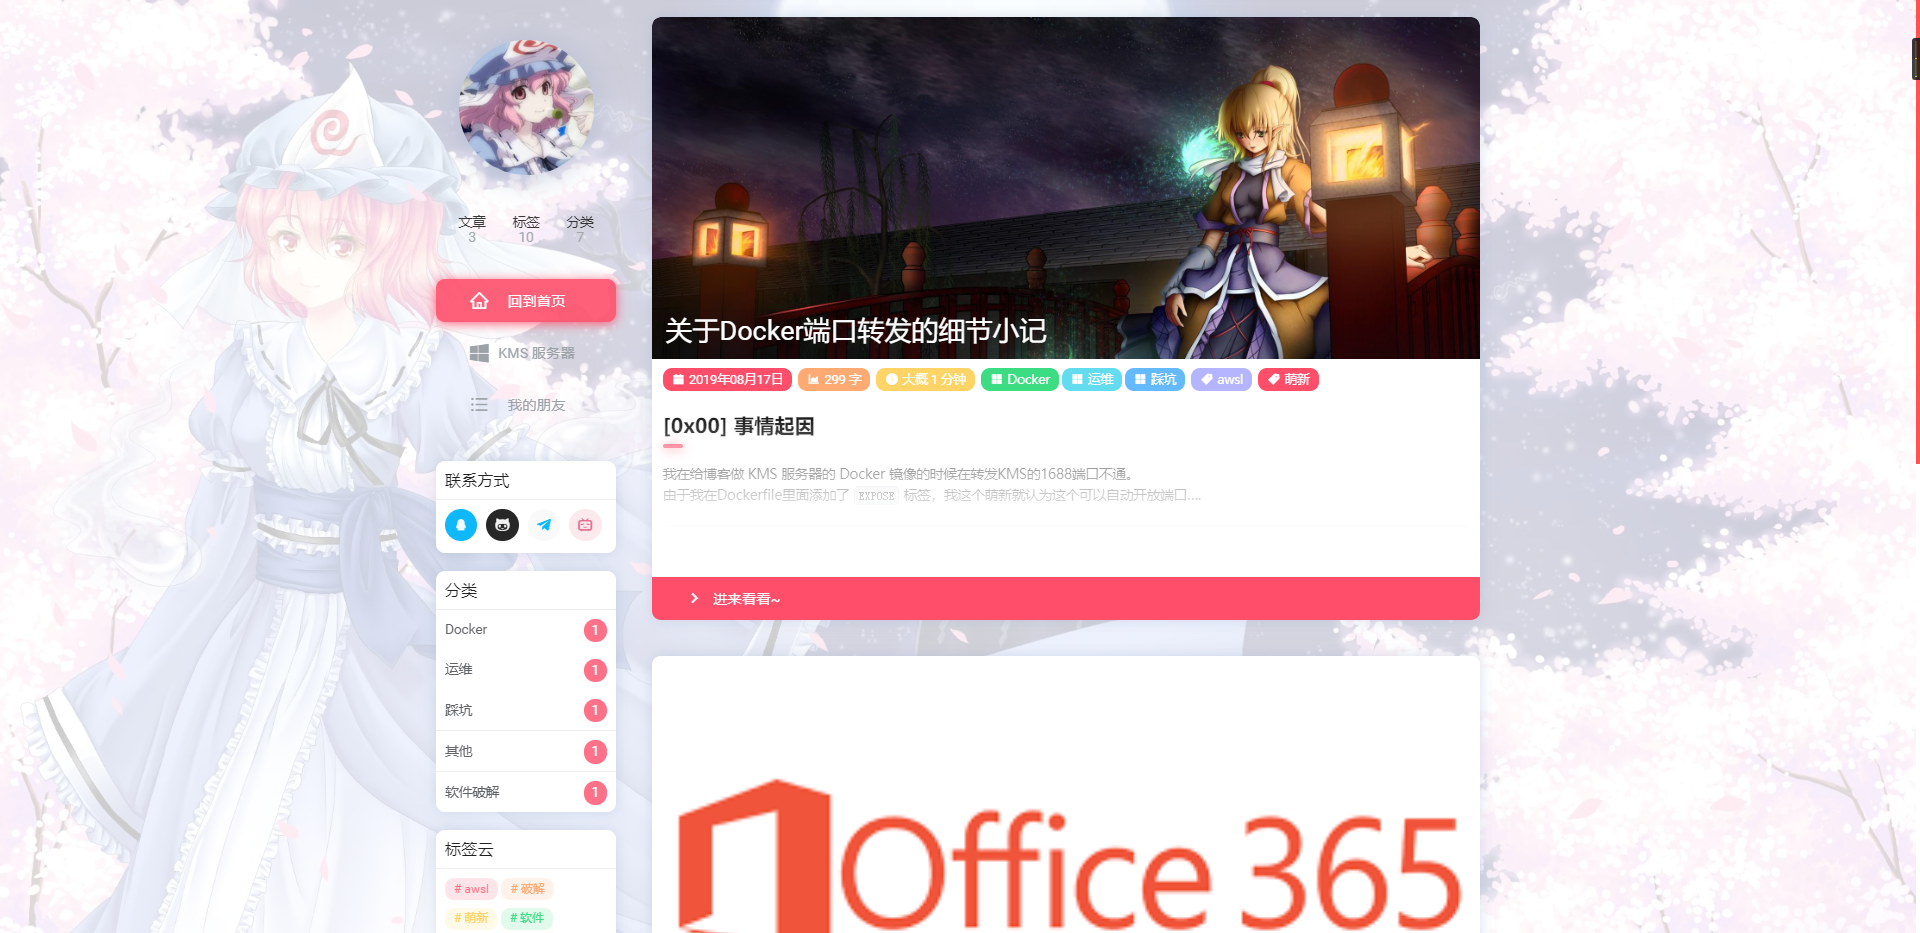 文章 标签 分类
3 10 7
回到首页
KMS 服务器
我的朋友
联系方式
分类
Docker 1
运维 1
踩坑 1
其他 1
软件破解 1
标签云
# awsl # 破解
# 萌新 # 软件
关于Docker端口转发的细节小记
2019年08月17日 299 字 大概 1 分钟 Docker 运维 踩坑 awsl 萌新
[0x00] 事情起因
我在给博客做 KMS 服务器的 Docker 镜像的时候在转发KMS的1688端口不通。
由于我在Dockerfile里面添加了 EXPOSE 标签，我这个萌新就认为这个可以自动开放端口....
进来看看~
Office 365